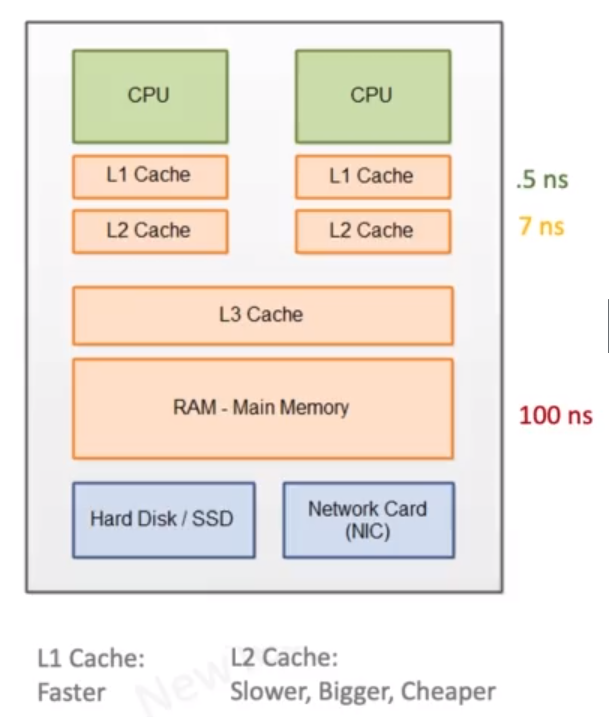 CPU CPU
L1 Cache L1 Cache .5 ns
L2 Cache L2 Cache 7 ns
L3 Cache
RAM - Main Memory 100 ns
Hard Disk / SSD Network Card
(NIC)
L1 Cache: L2 Cache:
Faster Slower, Bigger, Cheaper
New